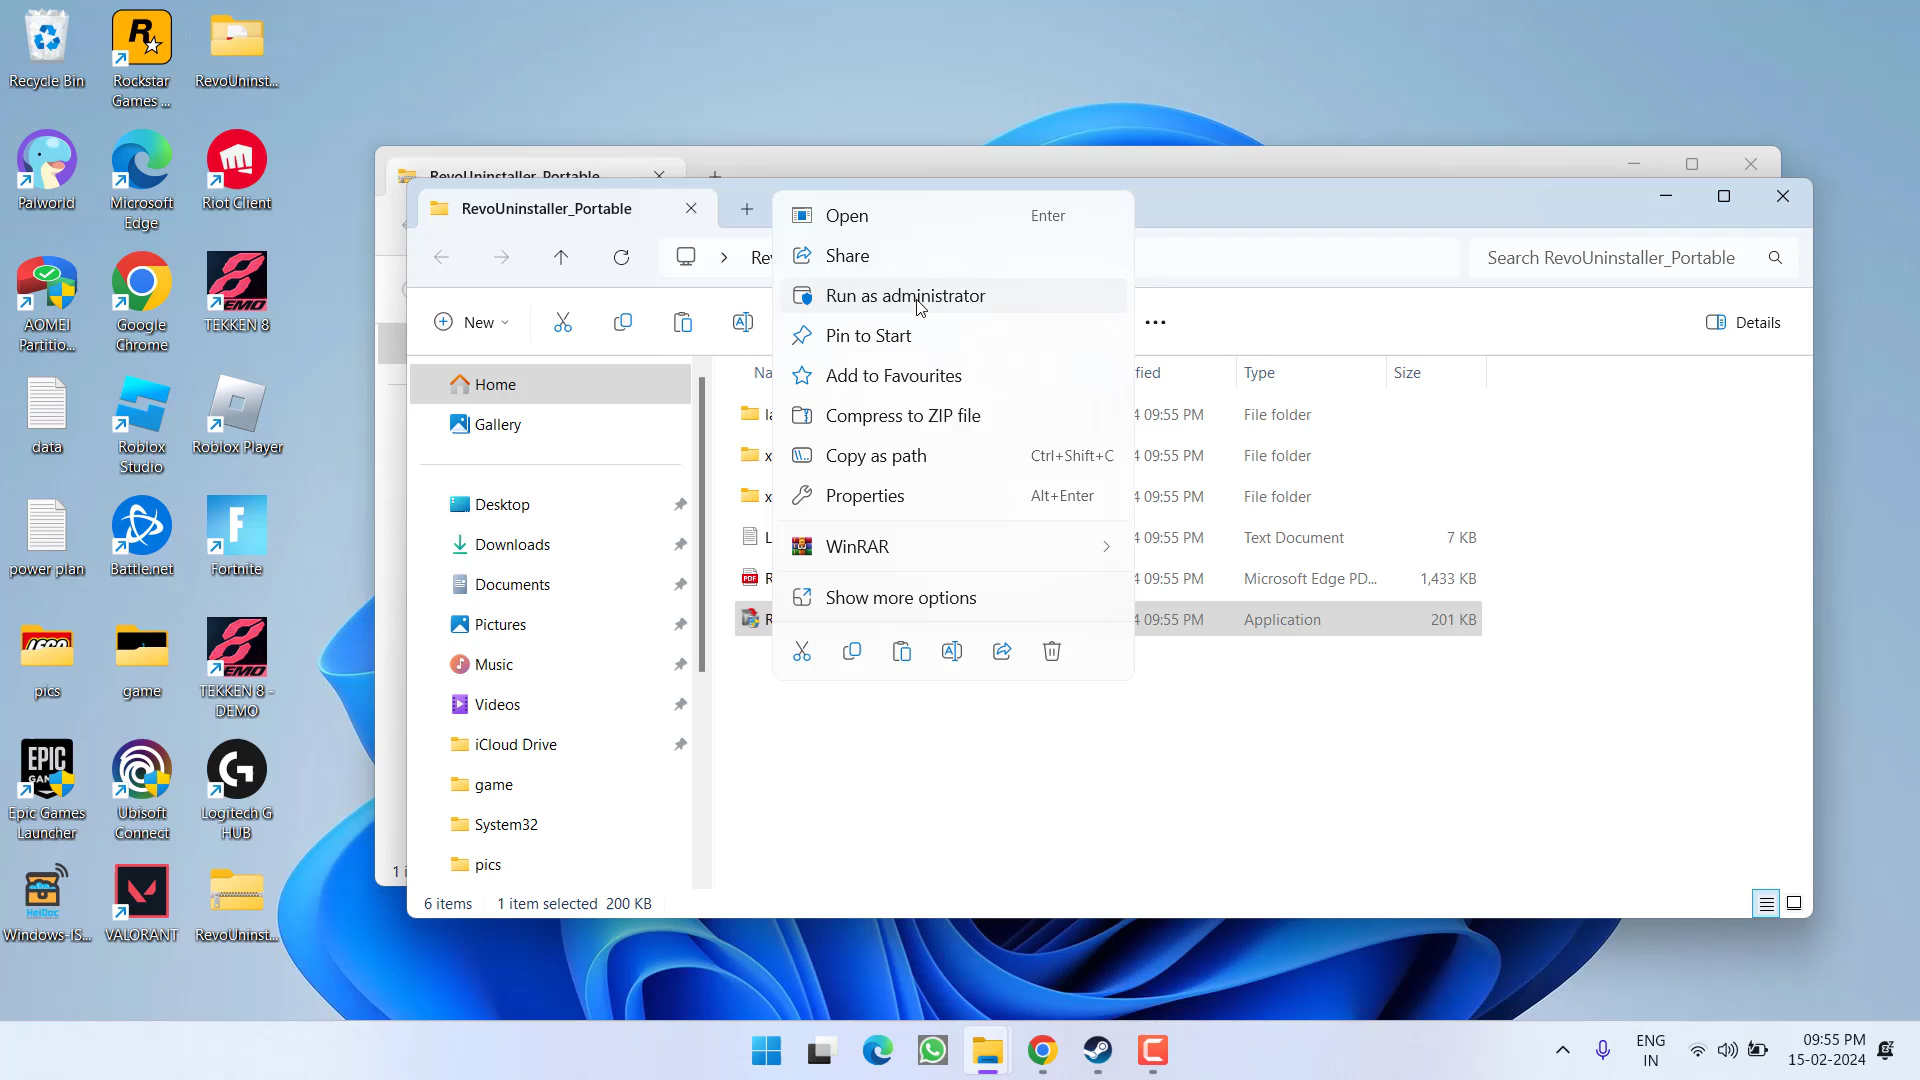 Recycle Bin
Rockstar
Games ...
RevoUninst...
Palworld
Microsoft
Edge
Riot Client
AOMEI
Partitio...
Google
Chrome
TEKKEN 8
data
Roblox
Studio
Roblox Player
power plan
Battle.net
Fortnite
pics
game
TEKKEN 8 -
DEMO
Epic Games
Launcher
Ubisoft
Connect
Logitech G
HUB
Windows-IS...
VALORANT
RevoUninst...
RevoUninstaller_Portable
RevoUninstaller_Portable
Search RevoUninstaller_Portable
New
Details
Home
Gallery
Desktop
Downloads
Documents
Pictures
Music
Videos
iCloud Drive
game
System32
pics
Open Enter
Share
Run as administrator
Pin to Start
Add to Favourites
Compress to ZIP file
Copy as path Ctrl+Shift+C
Properties Alt+Enter
WinRAR
Show more options
Type Size
09:55 PM File folder
09:55 PM File folder
09:55 PM File folder
09:55 PM Text Document 7 KB
09:55 PM Microsoft Edge PD... 1,433 KB
09:55 PM Application 201 KB
6 items 1 item selected 200 KB
ENG
IN
09:55 PM
15-02-2024